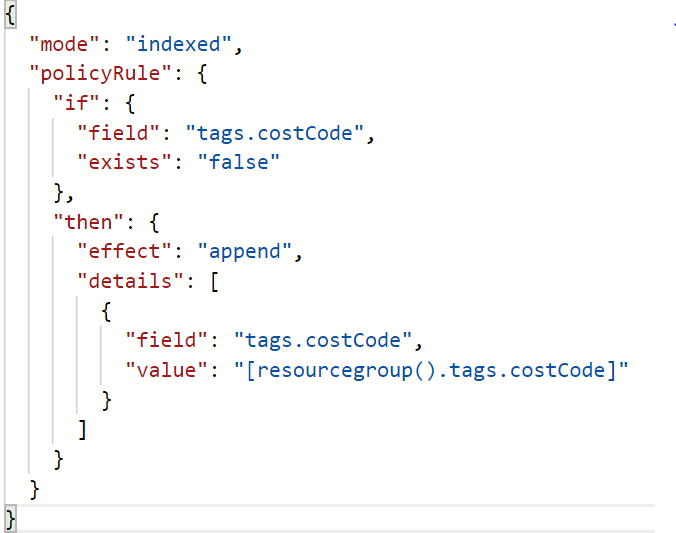 {
"mode": "indexed",
"policyRule": {
"if": {
"field": "tags.costCode",
"exists": "false"
},
"then": {
"effect": "append",
"details": [
{
"field": "tags.costCode",
"value": "[resourcegroup().tags.costCode]"
}
]
}
}
}